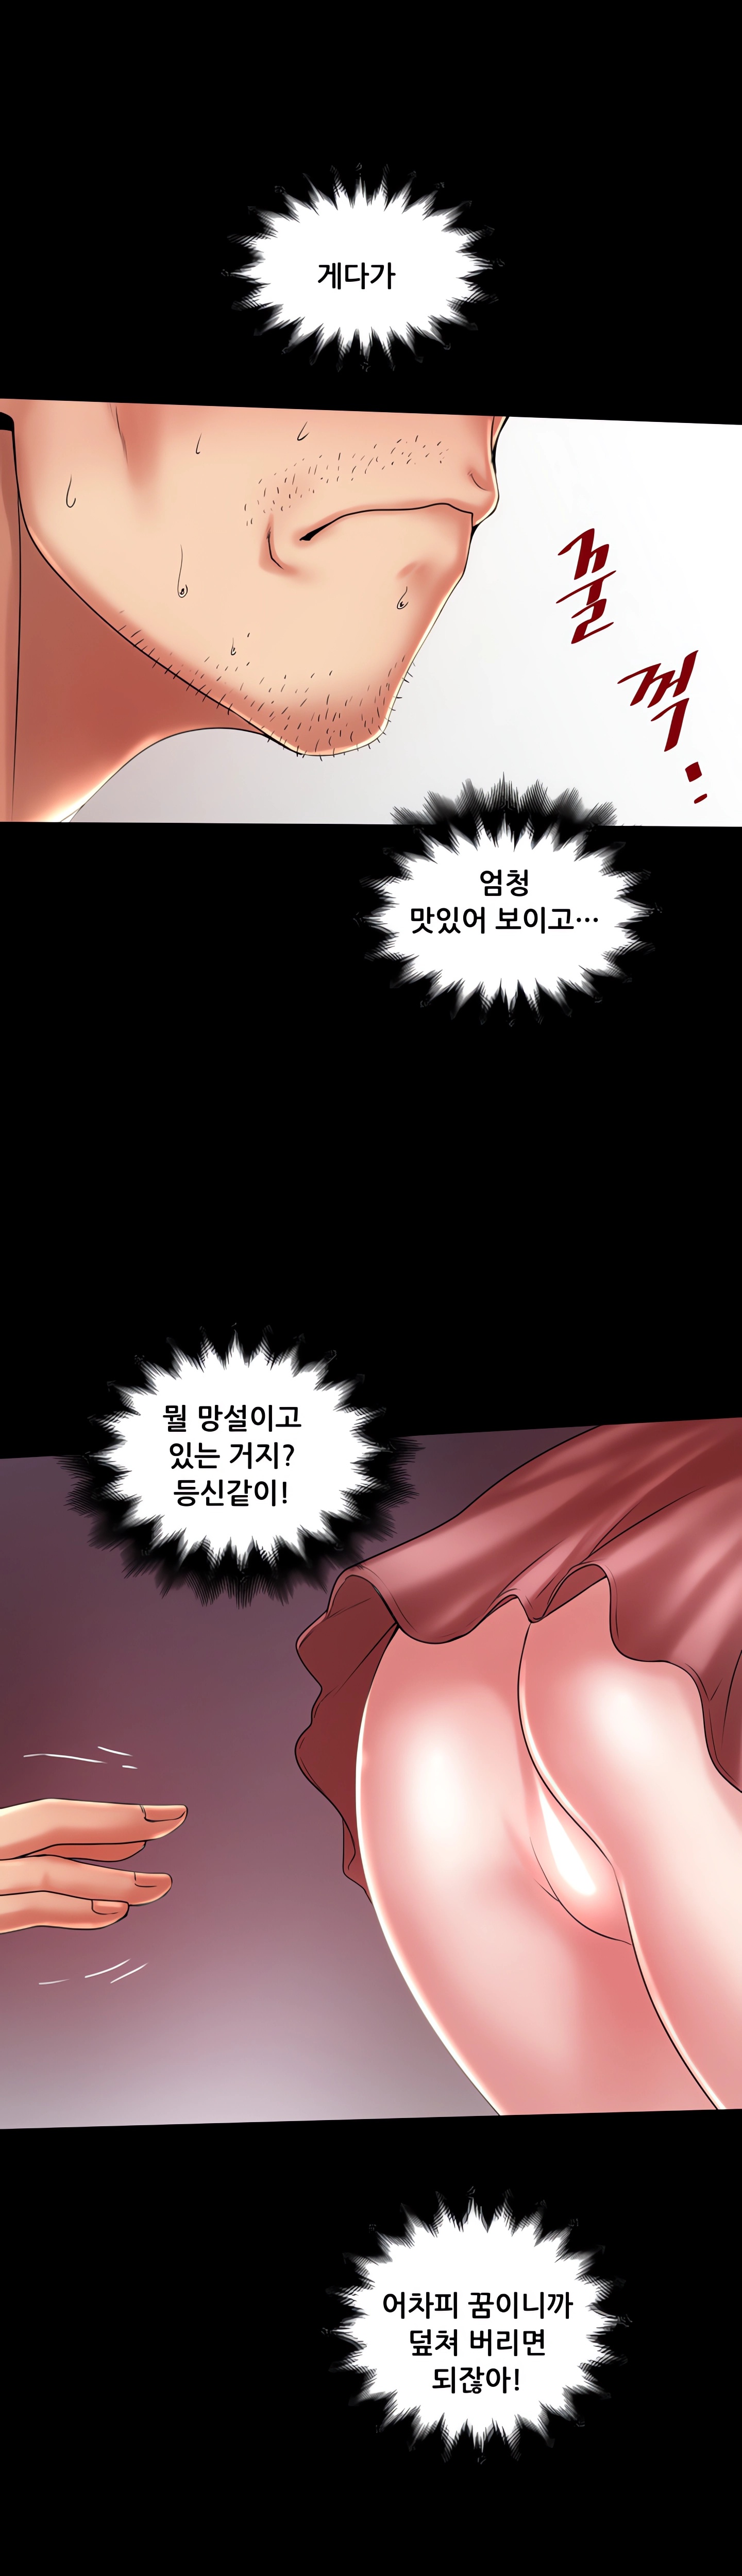 게다가
꿀
꺽
엄청
맛있어 보이고…
뭘 망설이고
있는 거지?
등신같이!
어차피 꿈이니까
덮쳐 버리면
되잖아!